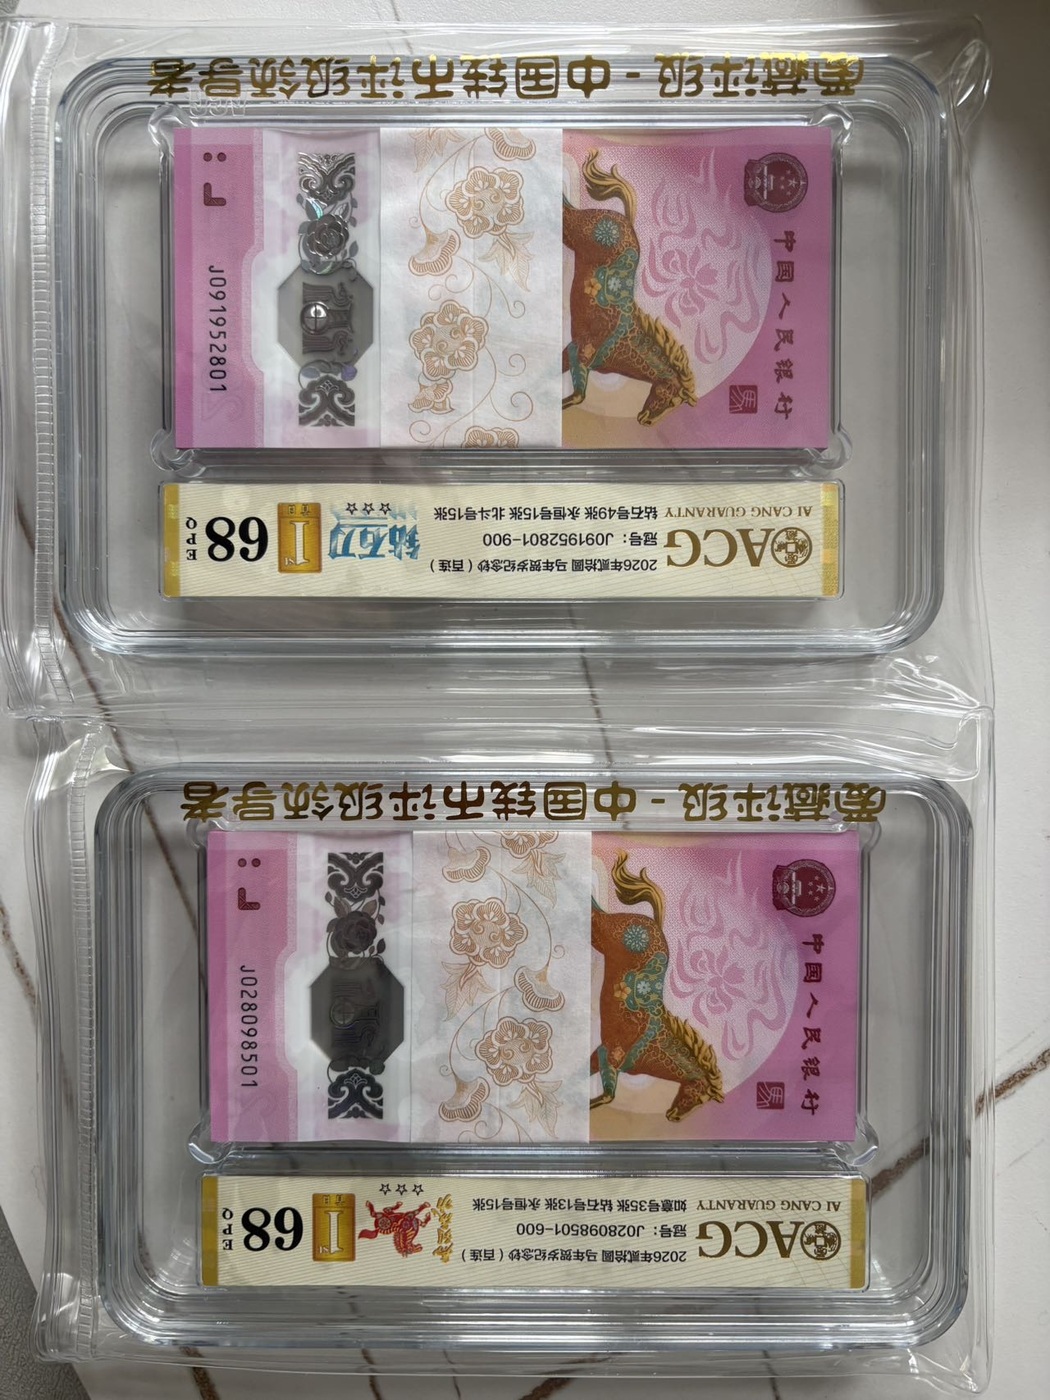 爱藏评级 - 中国钱币评级领导者
中国人民银行
J091952801
ACG
AI CANG GUARANTY
2026年贰拾圆 马年贺岁纪念钞（百连）
冠号：J091952801-900
钻石号49张 永恒号15张 北斗号15张
钻石刀
☆☆☆
1ST
首日
68
EPQ
爱藏评级 - 中国钱币评级领导者
中国人民银行
J028098501
ACG
AI CANG GUARANTY
2026年贰拾圆 马年贺岁纪念钞（百连）
冠号：J028098501-600
如意号35张 钻石号13张 永恒号15张
☆☆☆
1ST
首日
68
EPQ